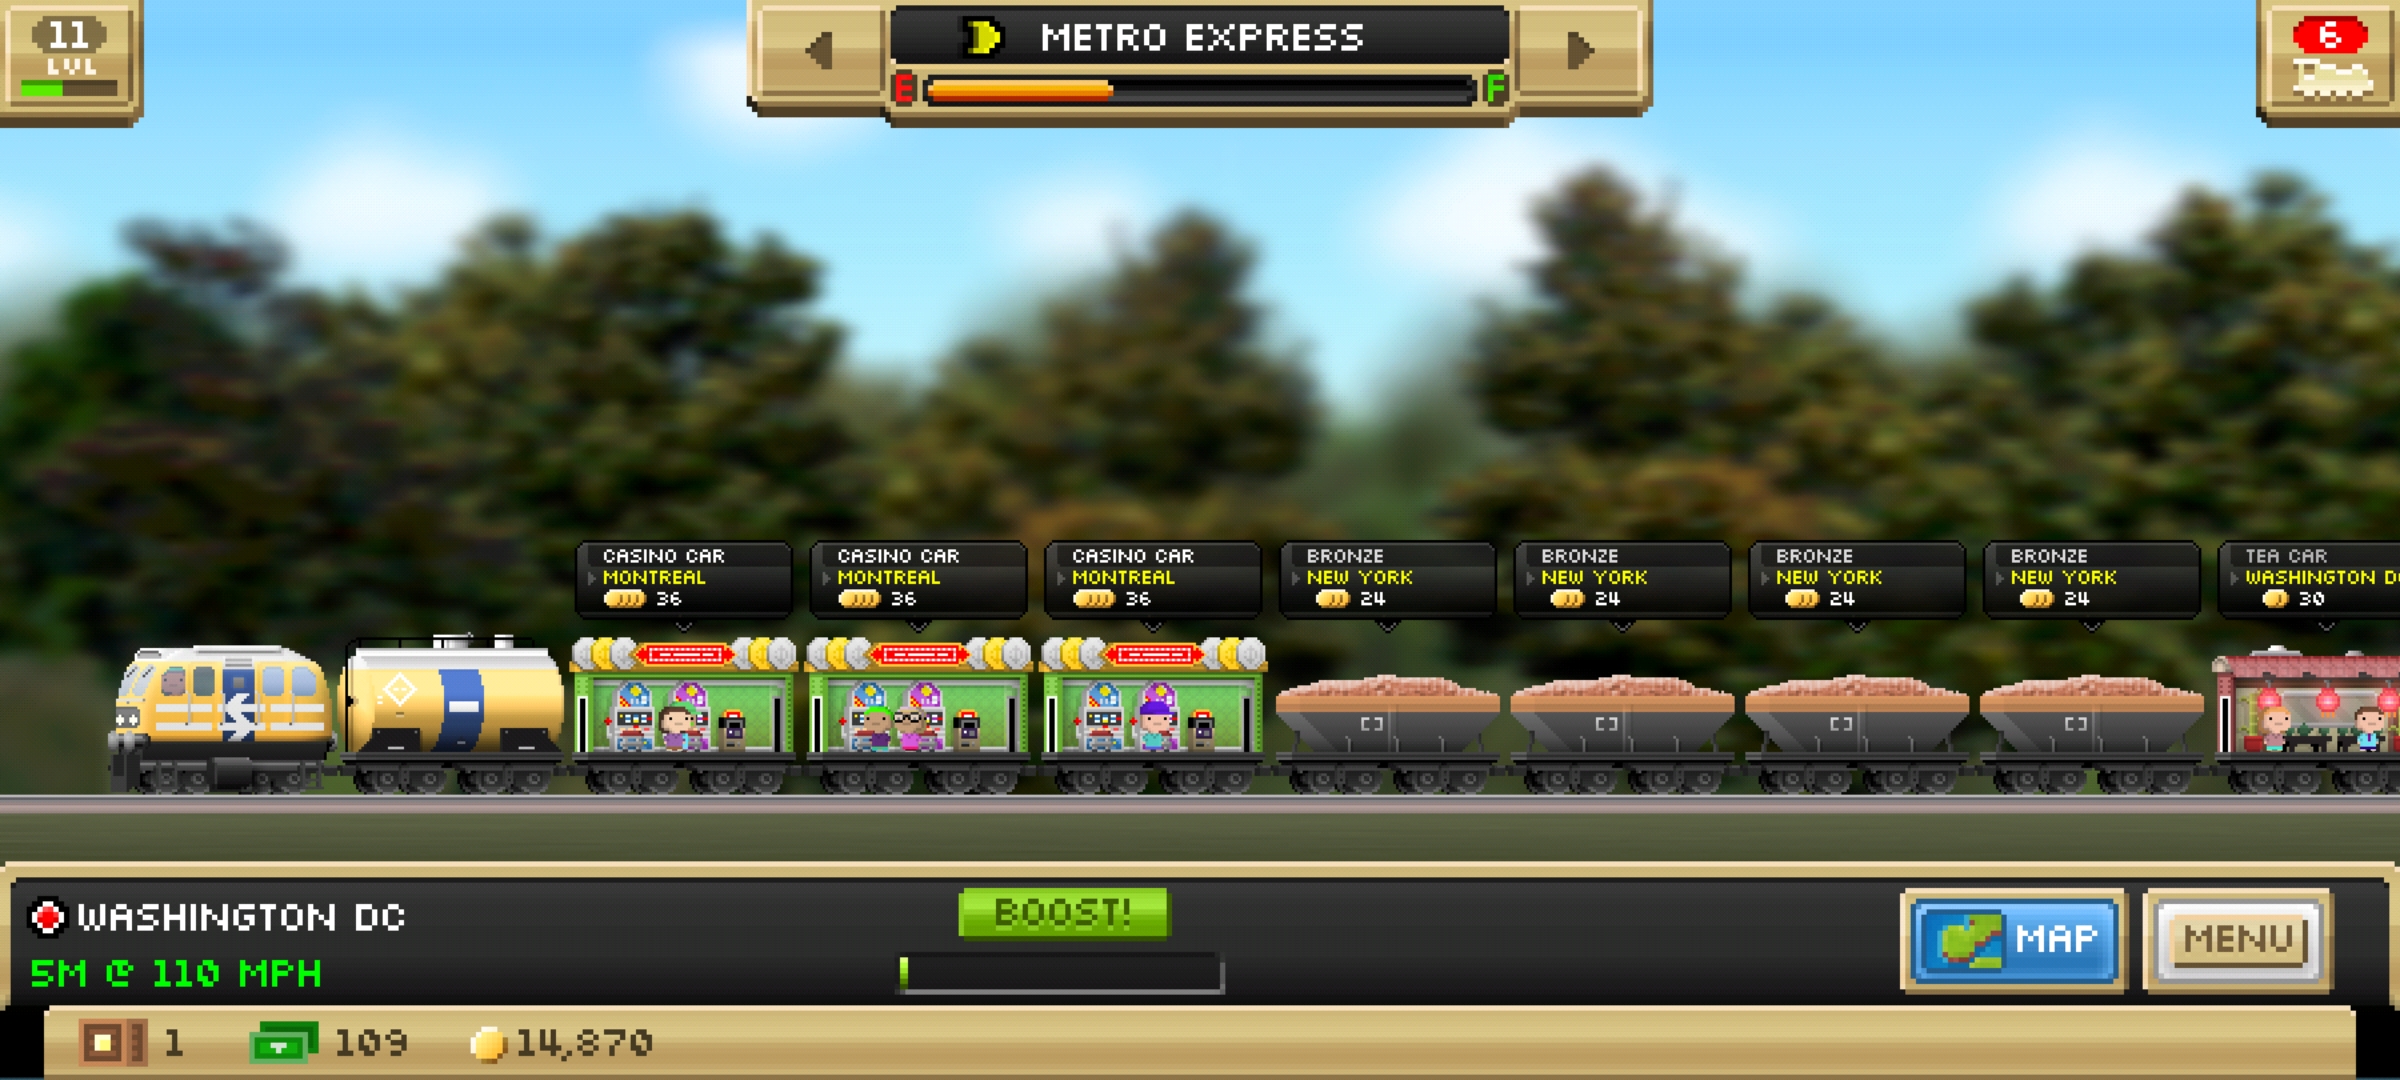 11
LVL
METRO EXPRESS
E F
6
CASINO CAR
MONTREAL
36
CASINO CAR
MONTREAL
36
CASINO CAR
MONTREAL
36
BRONZE
NEW YORK
24
BRONZE
NEW YORK
24
BRONZE
NEW YORK
24
BRONZE
NEW YORK
24
TEA CAR
WASHINGTON D
30
WASHINGTON DC
5M @ 110 MPH
BOOST!
MAP
MENU
1 109 14,870